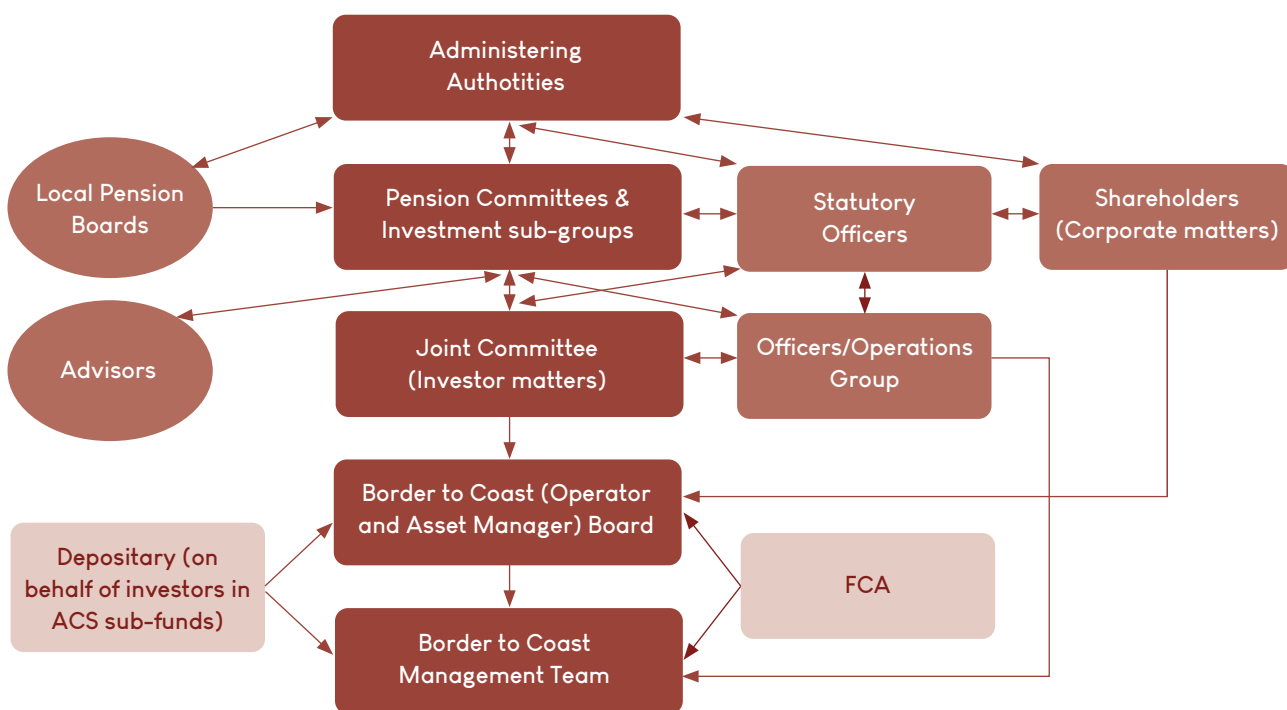 Administering
Authotities
Local Pension
Boards
Pension Committees &
Investment sub-groups
Statutory
Officers
Shareholders
(Corporate matters)
Advisors
Joint Committee
(Investor matters)
Officers/Operations
Group
Border to Coast (Operator
and Asset Manager) Board
Depositary (on
behalf of investors in
ACS sub-funds)
FCA
Border to Coast
Management Team